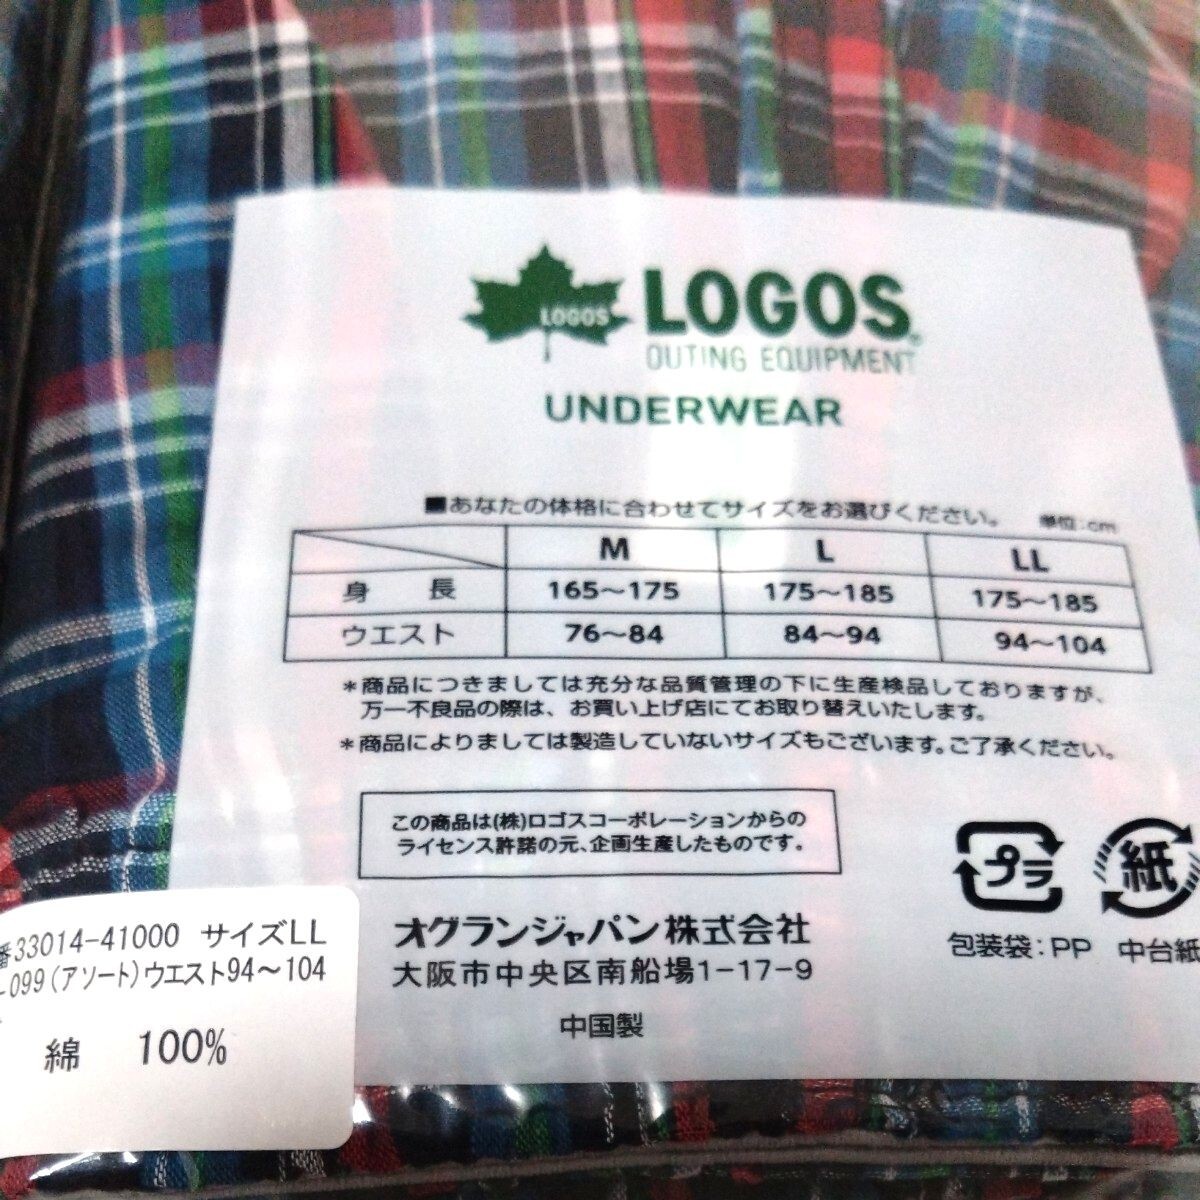 LOGOS
LOGOS
OUTING EQUIPMENT
UNDERWEAR
■あなたの体格に合わせてサイズをお選びください。 単位:cm
M L LL
身長 165〜175 175〜185 175〜185
ウエスト 76〜84 84〜94 94〜104
*商品につきましては充分な品質管理の下に生産検品しておりますが、
万一不良品の際は、お買い上げ店にてお取り替えいたします。
*商品によりましては製造していないサイズもございます。ご了承ください。
この商品は(株)ロゴスコーポレーションからの
ライセンス許諾の元、企画生産したものです。
オグランジャパン株式会社
大阪市中央区南船場1-17-9
中国製
プラ
紙
包装袋:PP 中台紙
番33014-41000 サイズLL
-099(アソート)ウエスト94〜104
綿 100%